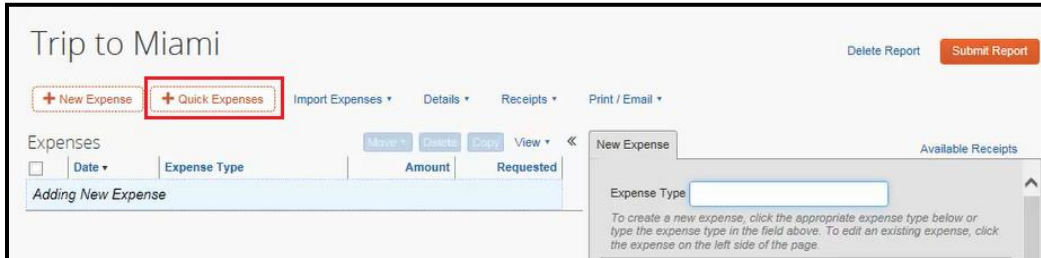 Trip to Miami
Delete Report Submit Report
+ New Expense + Quick Expenses Import Expenses Details Receipts Print / Email
Expenses Move Delete Copy View «
Date Expense Type Amount Requested
Adding New Expense
New Expense
Available Receipts
Expense Type
To create a new expense, click the appropriate expense type below or
type the expense type in the field above. To edit an existing expense, click
the expense on the left side of the page.